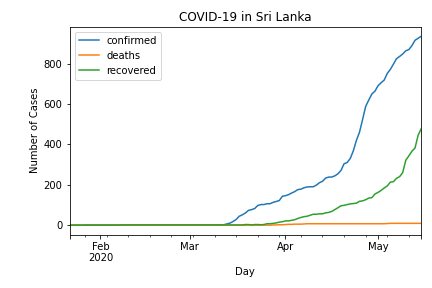 COVID-19 in Sri Lanka
confirmed
deaths
recovered
Number of Cases
800
600
400
200
0
Feb
2020
Mar
Apr
May
Day